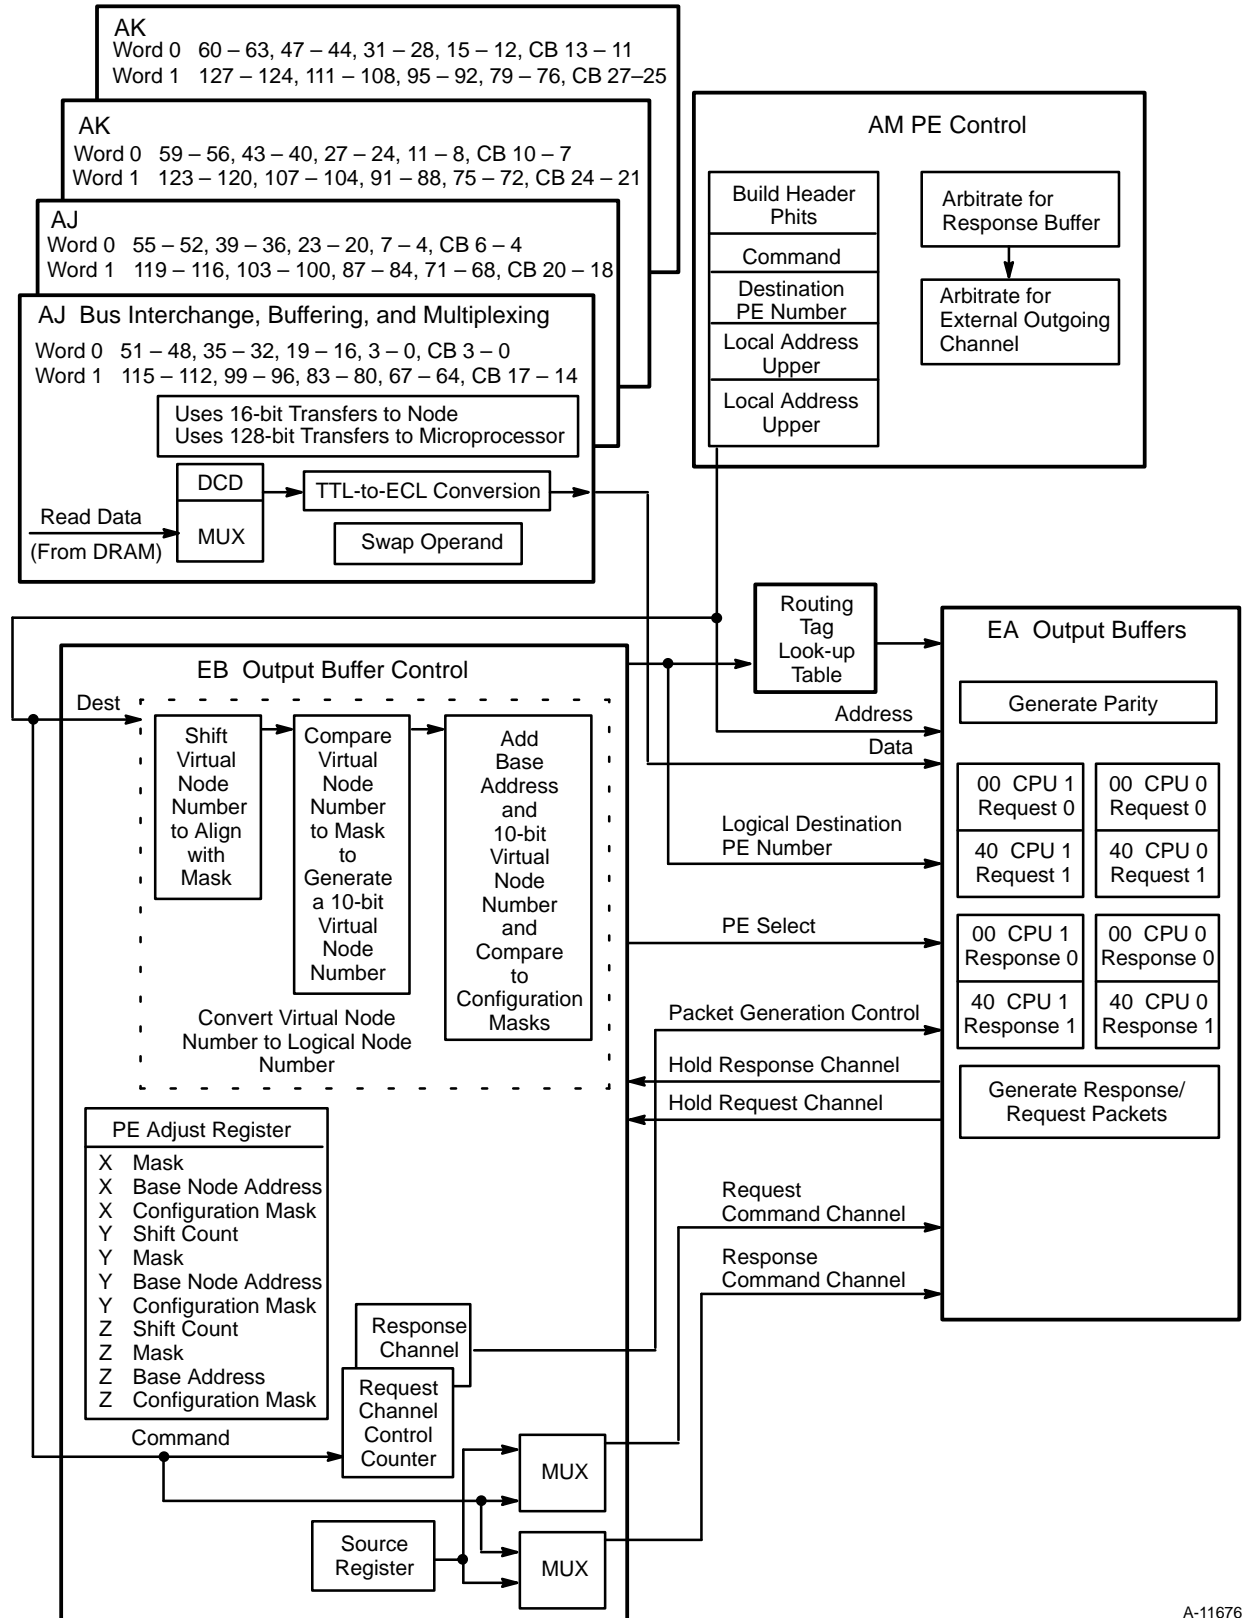 AK
Word 0 60 – 63, 47 – 44, 31 – 28, 15 – 12, CB 13 – 11
Word 1 127 – 124, 111 – 108, 95 – 92, 79 – 76, CB 27–25
AK
Word 0 59 – 56, 43 – 40, 27 – 24, 11 – 8, CB 10 – 7
Word 1 123 – 120, 107 – 104, 91 – 88, 75 – 72, CB 24 – 21
AJ
Word 0 55 – 52, 39 – 36, 23 – 20, 7 – 4, CB 6 – 4
Word 1 119 – 116, 103 – 100, 87 – 84, 71 – 68, CB 20 – 18
AJ Bus Interchange, Buffering, and Multiplexing
Word 0 51 – 48, 35 – 32, 19 – 16, 3 – 0, CB 3 – 0
Word 1 115 – 112, 99 – 96, 83 – 80, 67 – 64, CB 17 – 14
Uses 16-bit Transfers to Node
Uses 128-bit Transfers to Microprocessor
DCD
MUX
TTL-to-ECL Conversion
Read Data
(From DRAM)
Swap Operand
AM PE Control
Build Header
Phits
Command
Destination
PE Number
Local Address
Upper
Local Address
Upper
Arbitrate for
Response Buffer
Arbitrate for
External Outgoing
Channel
Routing
Tag
Look-up
Table
EB Output Buffer Control
Dest
Shift
Virtual
Node
Number
to Align
with
Mask
Compare
Virtual
Node
Number
to Mask
to
Generate
a 10-bit
Virtual
Node
Number
Add
Base
Address
and
10-bit
Virtual
Node
Number
and
Compare
to
Configuration
Masks
Convert Virtual Node
Number to Logical Node
Number
PE Adjust Register
X Mask
X Base Node Address
X Configuration Mask
Y Shift Count
Y Mask
Y Base Node Address
Y Configuration Mask
Z Shift Count
Z Mask
Z Base Address
Z Configuration Mask
Response
Channel
Request
Channel
Control
Counter
Command
Source
Register
MUX
MUX
Address
Data
Logical Destination
PE Number
PE Select
Packet Generation Control
Hold Response Channel
Hold Request Channel
Request
Command Channel
Response
Command Channel
EA Output Buffers
Generate Parity
00 CPU 1
Request 0
00 CPU 0
Request 0
40 CPU 1
Request 1
40 CPU 0
Request 1
00 CPU 1
Response 0
00 CPU 0
Response 0
40 CPU 1
Response 1
40 CPU 0
Response 1
Generate Response/
Request Packets
A-11676